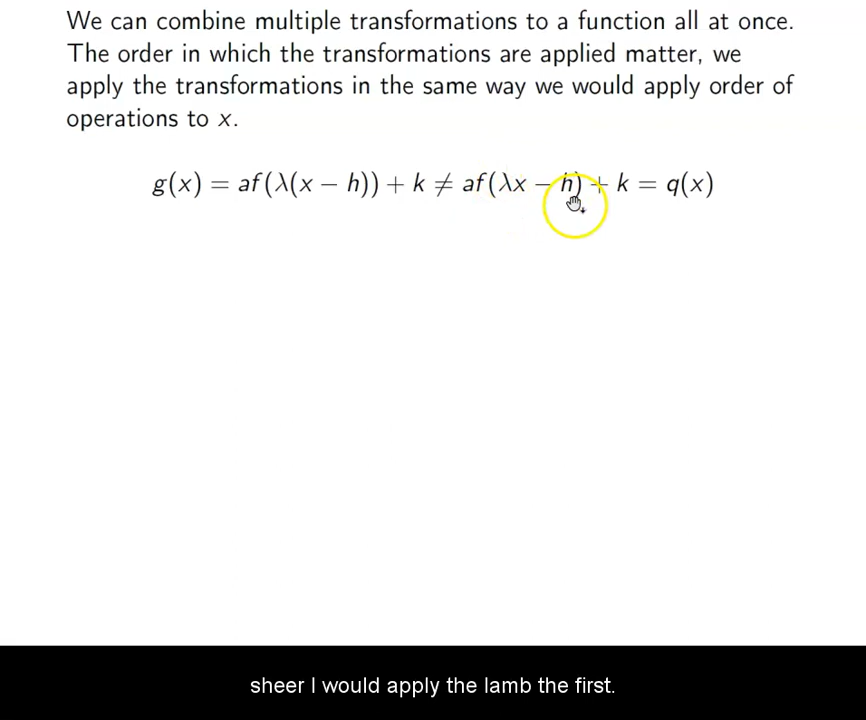 We can combine multiple transformations to a function all at once.
The order in which the transformations are applied matter, we
apply the transformations in the same way we would apply order of
operations to x.
g(x) = af(λ(x − h)) + k ≠ af(λx − h) + k = q(x)
sheer I would apply the lamb the first.